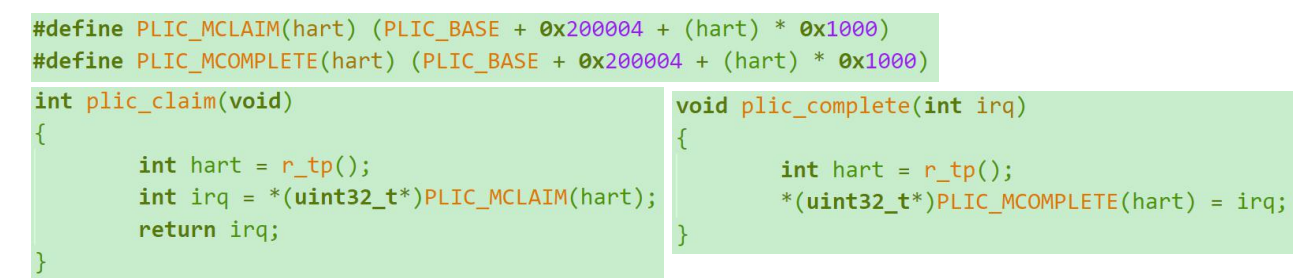 #define PLIC_MCLAIM(hart) (PLIC_BASE + 0x200004 + (hart) * 0x1000)
#define PLIC_MCOMPLETE(hart) (PLIC_BASE + 0x200004 + (hart) * 0x1000)
int plic_claim(void)
{
        int hart = r_tp();
        int irq = *(uint32_t*)PLIC_MCLAIM(hart);
        return irq;
}
void plic_complete(int irq)
{
        int hart = r_tp();
        *(uint32_t*)PLIC_MCOMPLETE(hart) = irq;
}